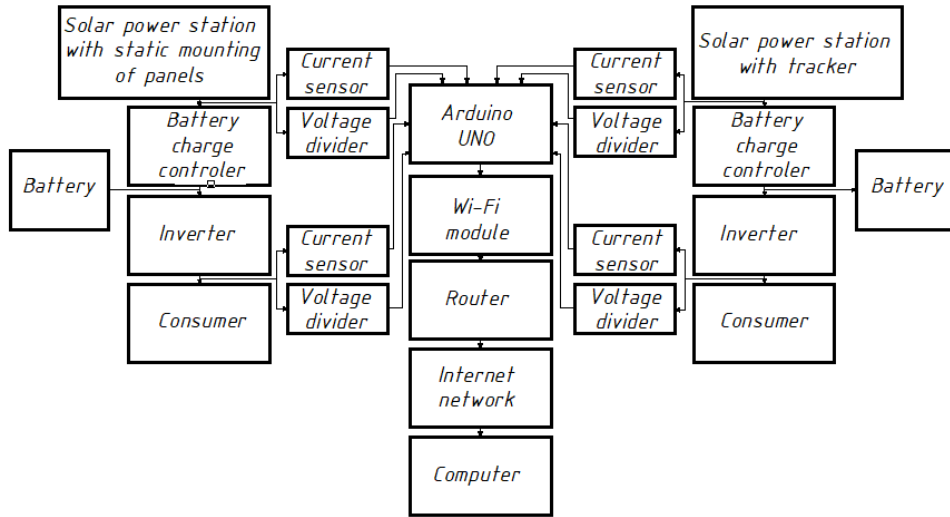 Solar power station
with static mounting
of panels
Current
sensor
Voltage
divider
Battery
charge
controler
Battery
Inverter
Current
sensor
Voltage
divider
Consumer
Arduino
UNO
Wi-Fi
module
Router
Internet
network
Computer
Solar power station
with tracker
Current
sensor
Voltage
divider
Battery
charge
controler
Battery
Inverter
Current
sensor
Voltage
divider
Consumer